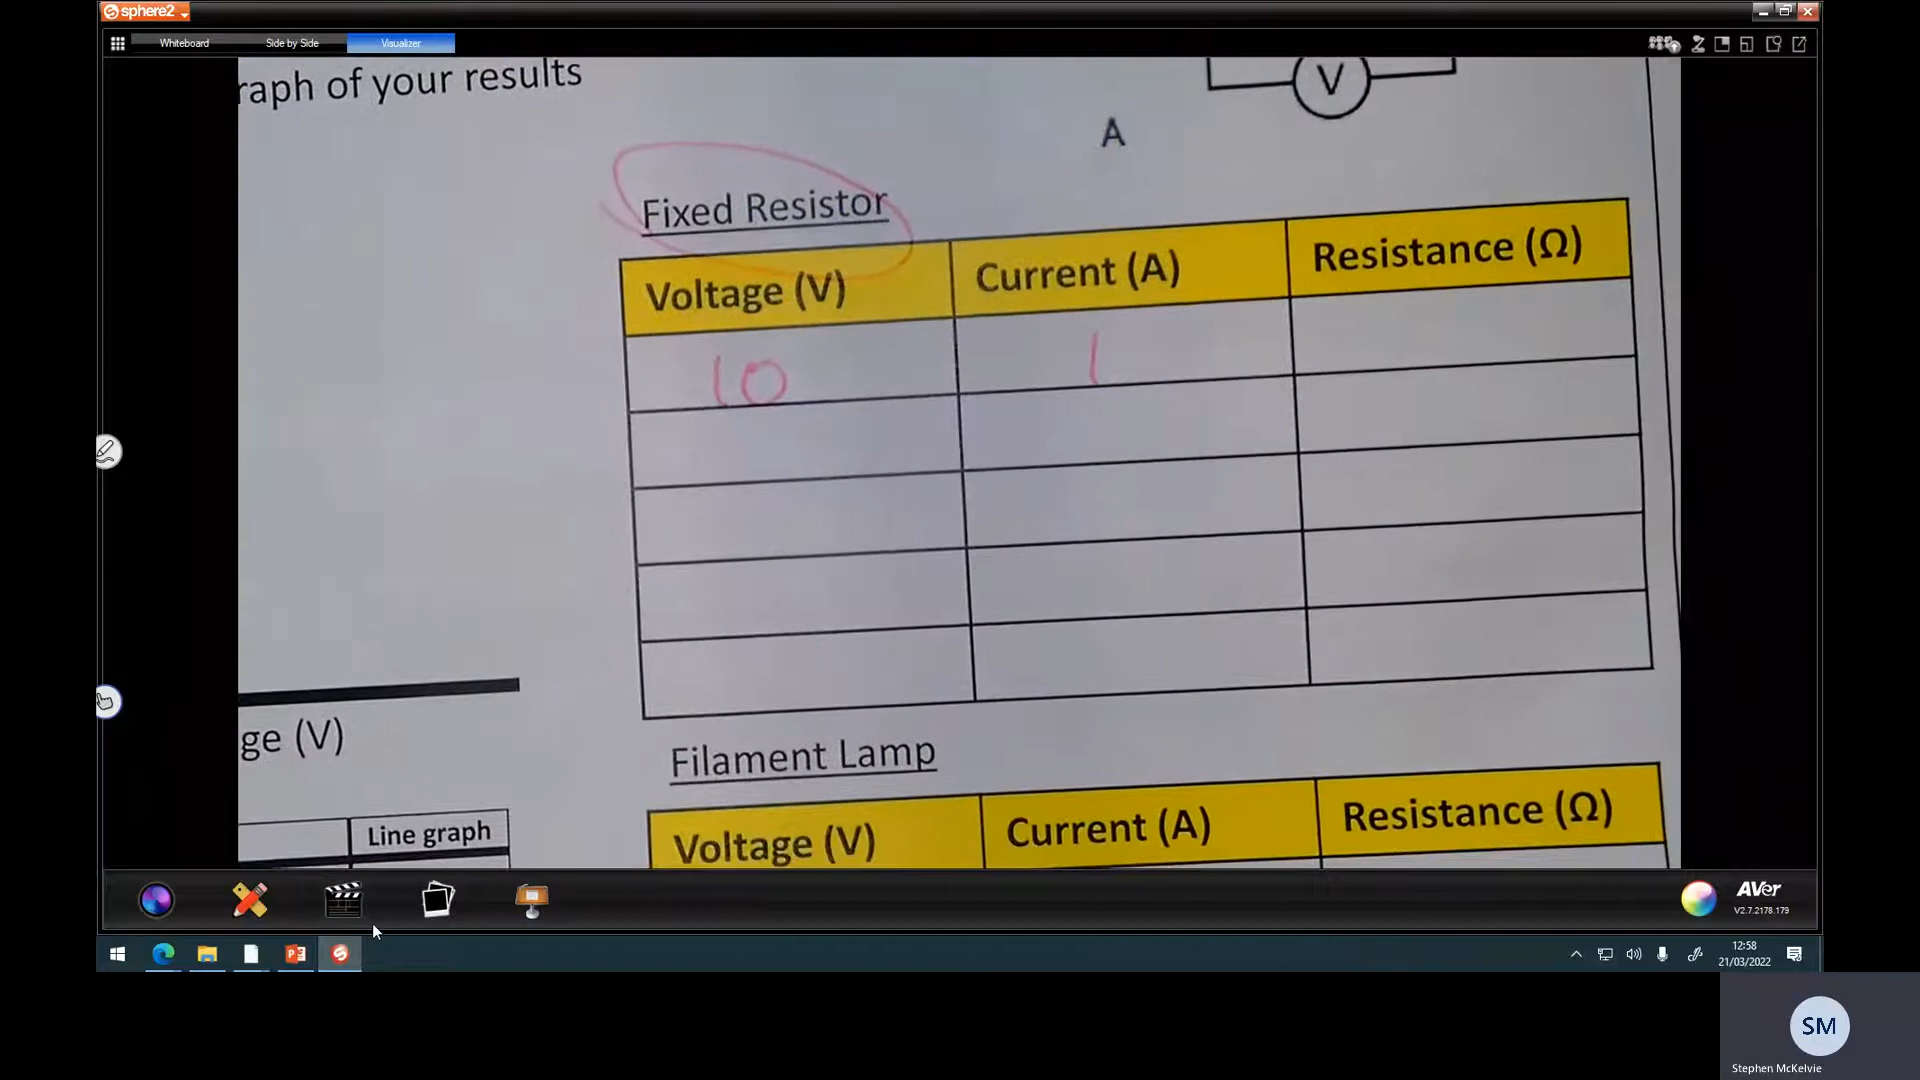 sphere2
Whiteboard Side by Side Visualizer
raph of your results
V
A
Fixed Resistor
Voltage (V) Current (A) Resistance (Ω)
10 1
ge (V)
Filament Lamp
Line graph
Voltage (V) Current (A) Resistance (Ω)
AVer
V2.7.2178.179
12:58
21/03/2022
SM
Stephen McKelvie